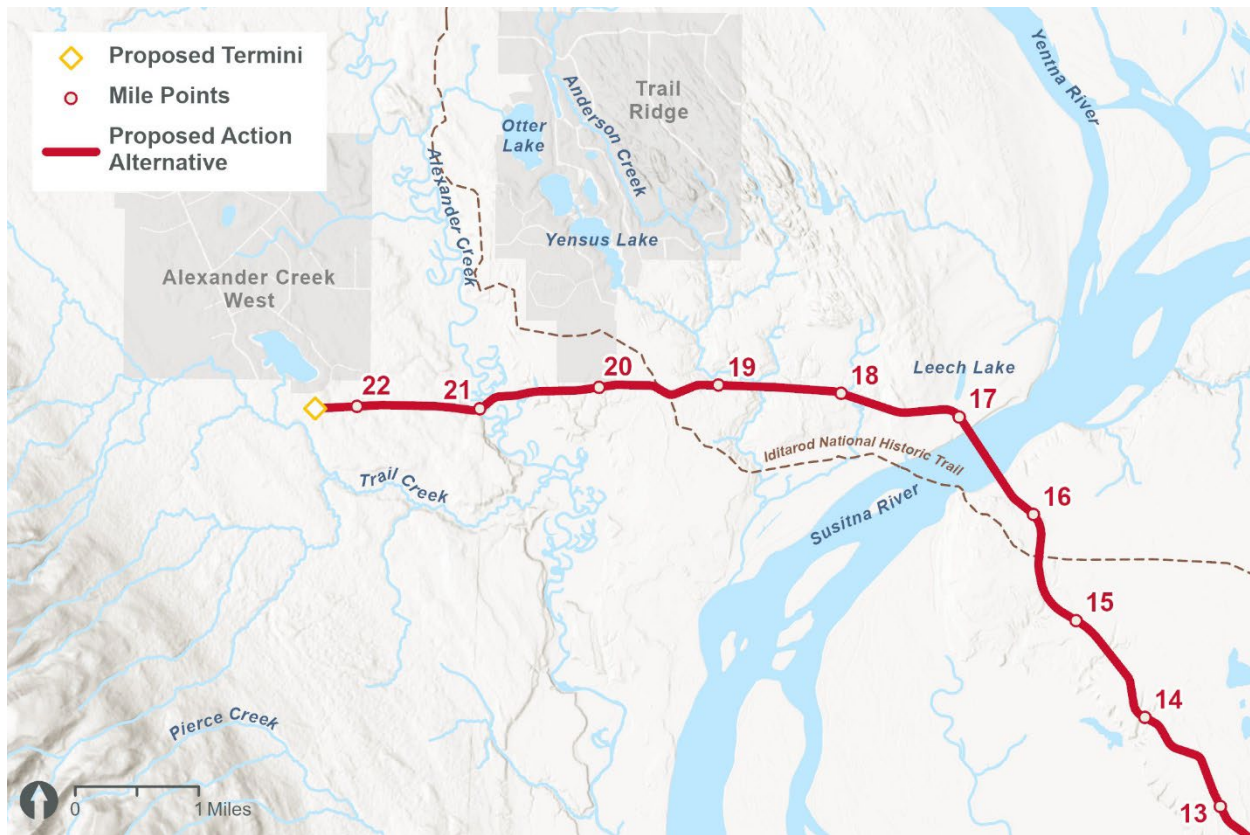 Proposed Termini
Mile Points
Proposed Action
Alternative
Yentna River
Trail
Ridge
Anderson Creek
Otter
Lake
Alexander Creek
Yensus Lake
Alexander Creek
West
Leech Lake
22
21
20
19
18
17
Iditarod National Historic Trail
Trail Creek
Susitna River
16
15
14
13
Pierce Creek
0
1 Miles